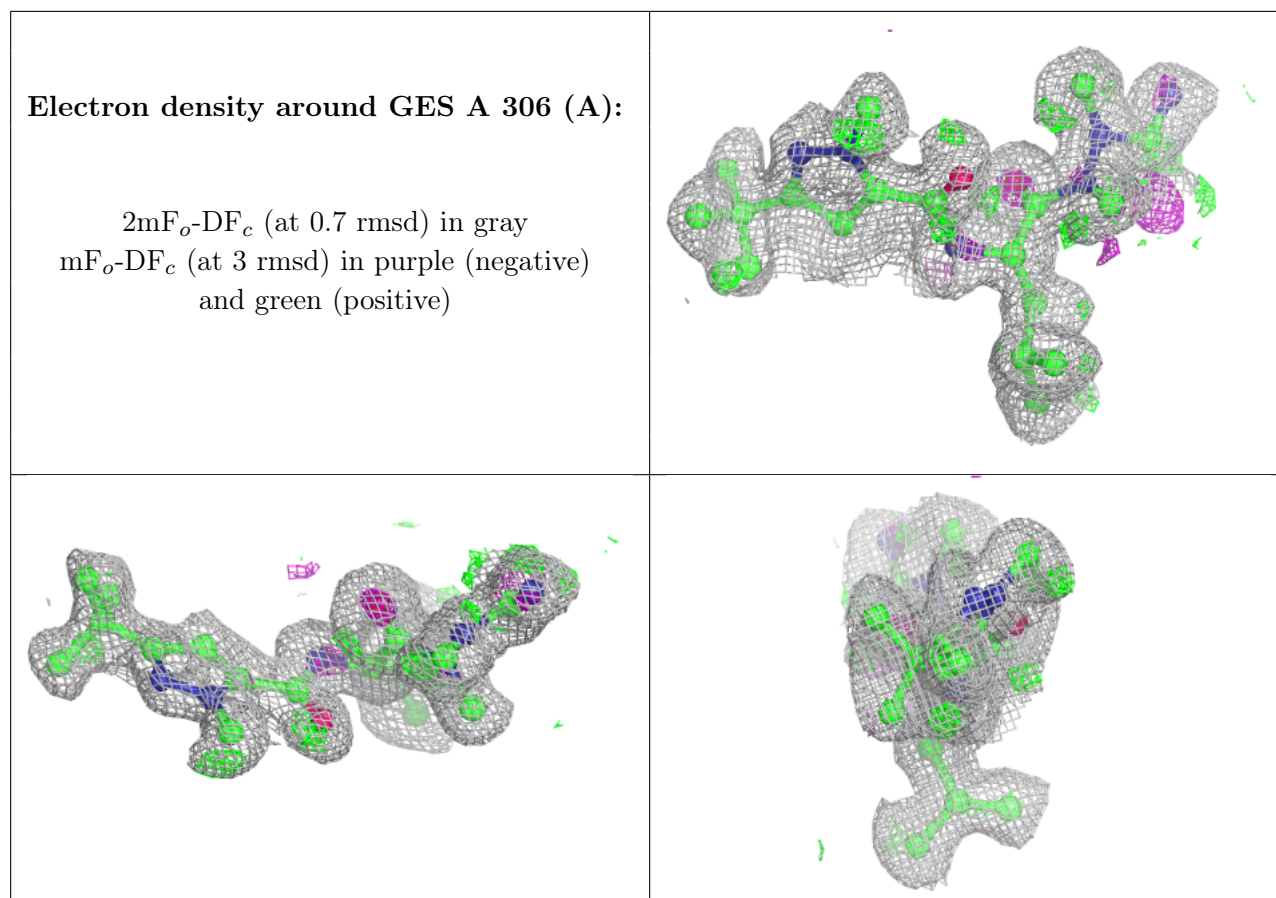 Electron density around GES A 306 (A):
2mFo-DFc (at 0.7 rmsd) in gray
mFo-DFc (at 3 rmsd) in purple (negative)
and green (positive)